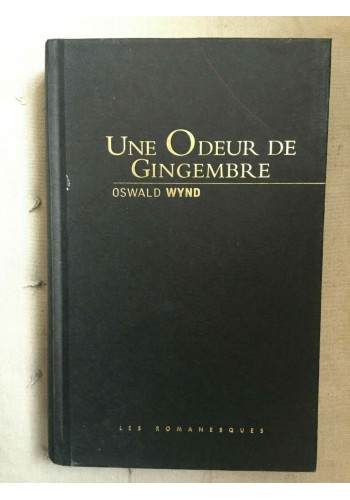 UNE ODEUR DE
GINGEMBRE
OSWALD WYND
LES ROMANESQUES